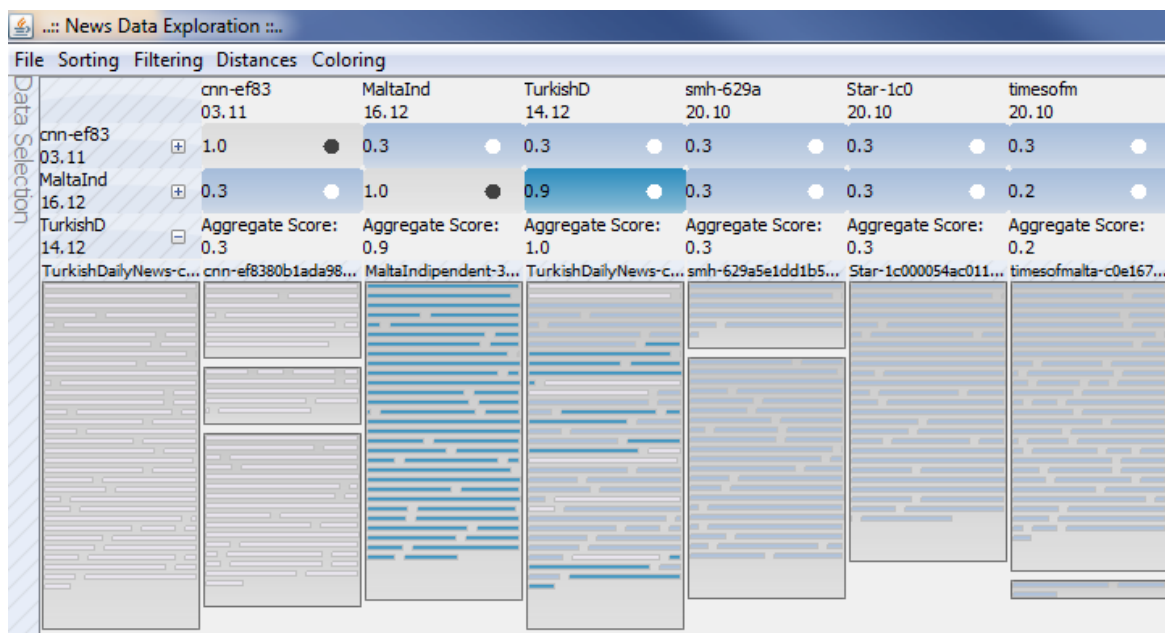 ..:: News Data Exploration ::..
File Sorting Filtering Distances Coloring
Data Selection
cnn-ef83 MaltaInd TurkishD smh-629a Star-1c0 timesofm
03.11 16.12 14.12 20.10 20.10 20.10
cnn-ef83
03.11
1.0 0.3 0.3 0.3 0.3 0.3
MaltaInd
16.12
0.3 1.0 0.9 0.3 0.3 0.2
TurkishD
14.12
Aggregate Score: Aggregate Score: Aggregate Score: Aggregate Score: Aggregate Score: Aggregate Score:
0.3 0.9 1.0 0.3 0.3 0.2
TurkishDailyNews-c... cnn-ef8380b1ada98... MaltaIndipendent-3... TurkishDailyNews-c... smh-629a5e1dd1b5... Star-1c000054ac011... timesofmalta-c0e167...